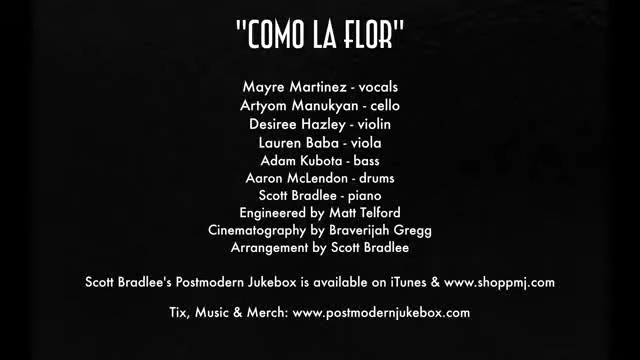 "COMO LA FLOR"
Mayre Martinez - vocals
Artyom Manukyan - cello
Desiree Hazley - violin
Lauren Baba - viola
Adam Kubota - bass
Aaron McLendon - drums
Scott Bradlee - piano
Engineered by Matt Telford
Cinematography by Braverijah Gregg
Arrangement by Scott Bradlee
Scott Bradlee's Postmodern Jukebox is available on iTunes & www.shoppmj.com
Tix, Music & Merch: www.postmodernjukebox.com